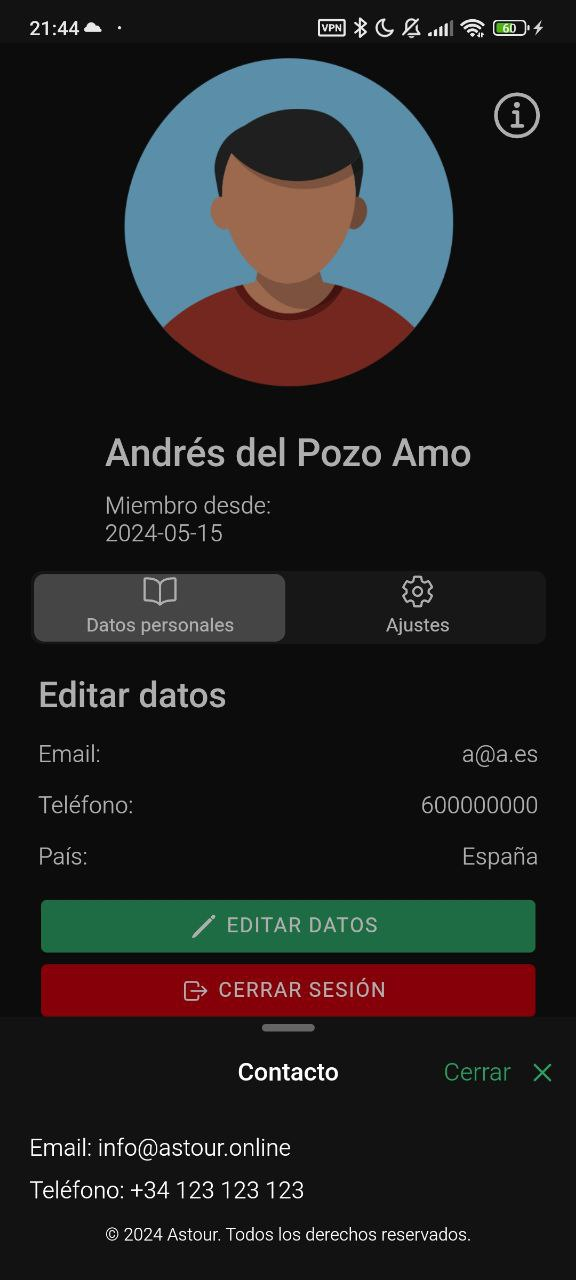 21:44
VPN
60
Andrés del Pozo Amo
Miembro desde:
2024-05-15
Datos personales
Ajustes
Editar datos
Email: a@a.es
Teléfono: 600000000
País: España
EDITAR DATOS
CERRAR SESIÓN
Contacto
Cerrar
Email: info@astour.online
Teléfono: +34 123 123 123
© 2024 Astour. Todos los derechos reservados.